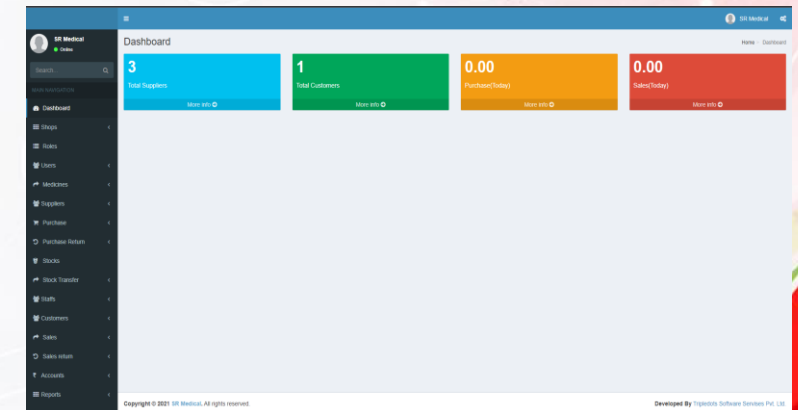 SR Medical
SR Medical
Online
Dashboard
Home
Dashboard
Search
3
Total Suppliers
More info
1
Total Customers
More info
0.00
Purchase(Today)
More info
0.00
Sales(Today)
More info
MAIN NAVIGATION
Dashboard
Shops
Roles
Users
Medicines
Suppliers
Purchase
Purchase Return
Stocks
Stock Transfer
Staffs
Customers
Sales
Sales return
Accounts
Reports
Copyright © 2021 SR Medical. All rights reserved.
Developed By Tripledots Software Services Pvt. Ltd.